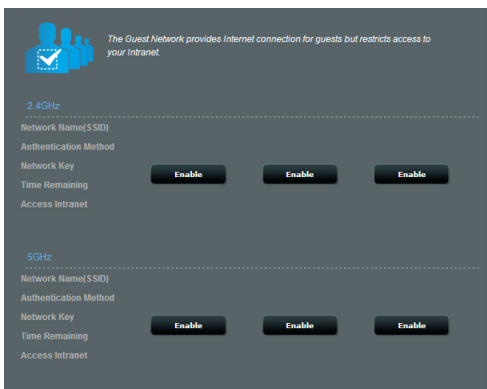 The Guest Network provides Internet connection for guests but restricts access to
your Intranet.
2.4GHz
Network Name(SSID)
Authentication Method
Network Key
Enable Enable Enable
Time Remaining
Access Intranet
5GHz
Network Name(SSID)
Authentication Method
Network Key
Enable Enable Enable
Time Remaining
Access Intranet